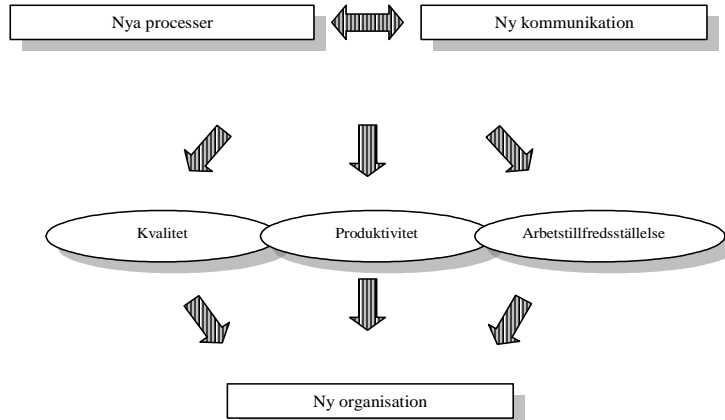 Nya processer
Ny kommunikation
Kvalitet
Produktivitet
Arbetstillfredsställelse
Ny organisation